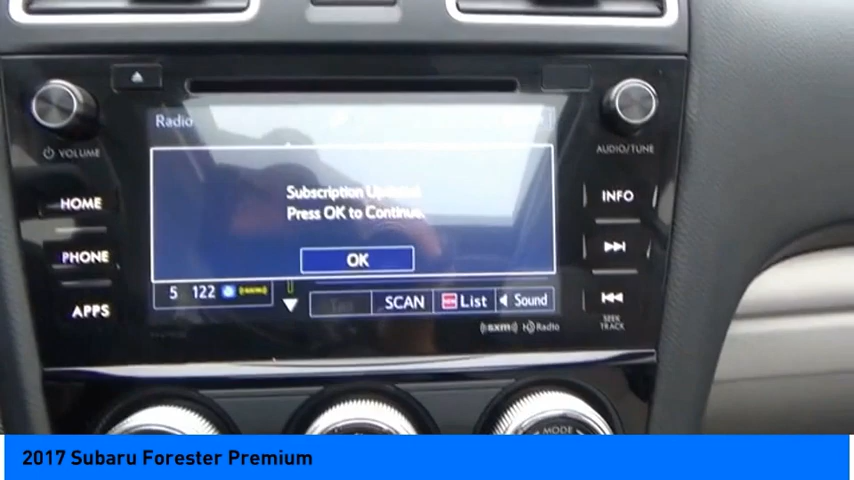 Radio
VOLUME
AUDIO/TUNE
Subscription
Press OK to Continue.
HOME
INFO
PHONE
OK
APPS
5 122
SCAN
List
Sound
SEEK
TRACK
((sxm)) HD Radio
MODE
2017 Subaru Forester Premium